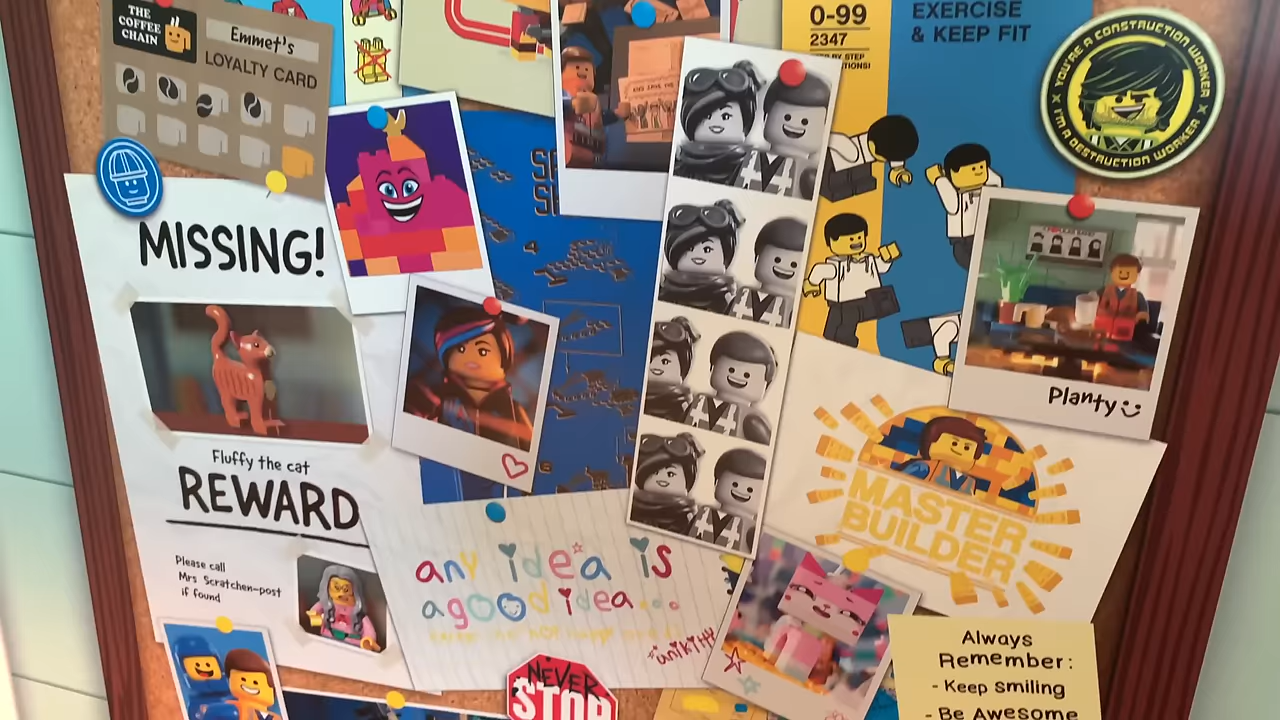 THE
COFFEE
CHAIN
Emmet's
LOYALTY CARD
0-99
2347
EXERCISE
& KEEP FIT
YOU'RE A CONSTRUCTION WORKER
I'M A DESTRUCTION WORKER
MISSING!
Fluffy the cat
REWARD
Please call
Mrs Scratchen-post
if found
4
Planty
MASTER
BUILDER
any idea is
a good idea...
unikitty
NEVER
STOP
Always
Remember:
- Keep smiling
- Be Awesome